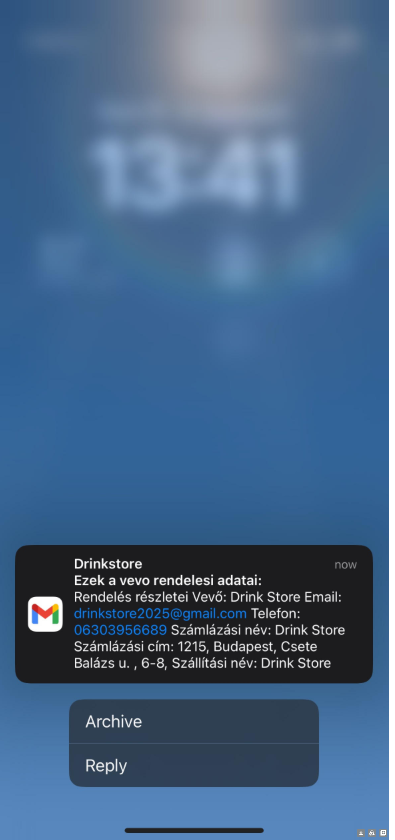 13:41
Drinkstore
now
Ezek a vevo rendelesi adatai:
Rendelés részletei Vevő: Drink Store Email:
drinkstore2025@gmail.com Telefon:
06303956689 Számlázási név: Drink Store
Számlázási cím: 1215, Budapest, Csete
Balázs u. , 6-8, Szállítási név: Drink Store
Archive
Reply